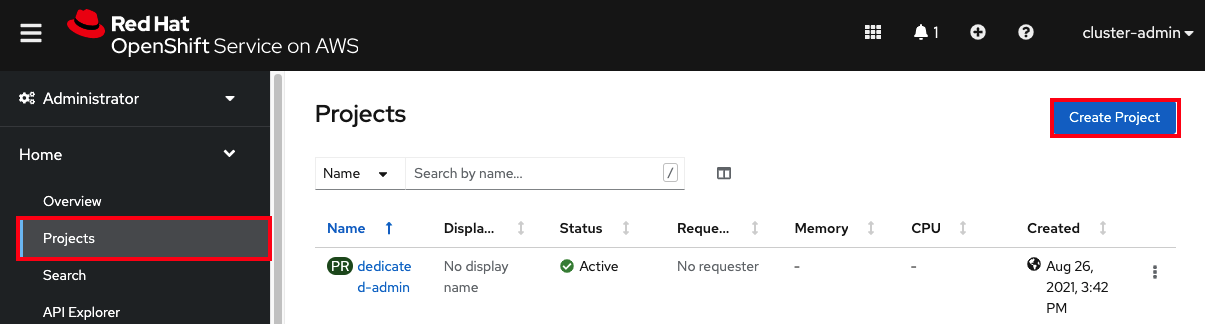 Red Hat
OpenShift Service on AWS
1
cluster-admin
Administrator
Home
Overview
Projects
Search
API Explorer
Projects
Create Project
Name
Search by name...
/
Name Displa... Status Reque... Memory CPU Created
PR dedicate No display Active No requester - - Aug 26,
d-admin name 2021, 3:42
PM